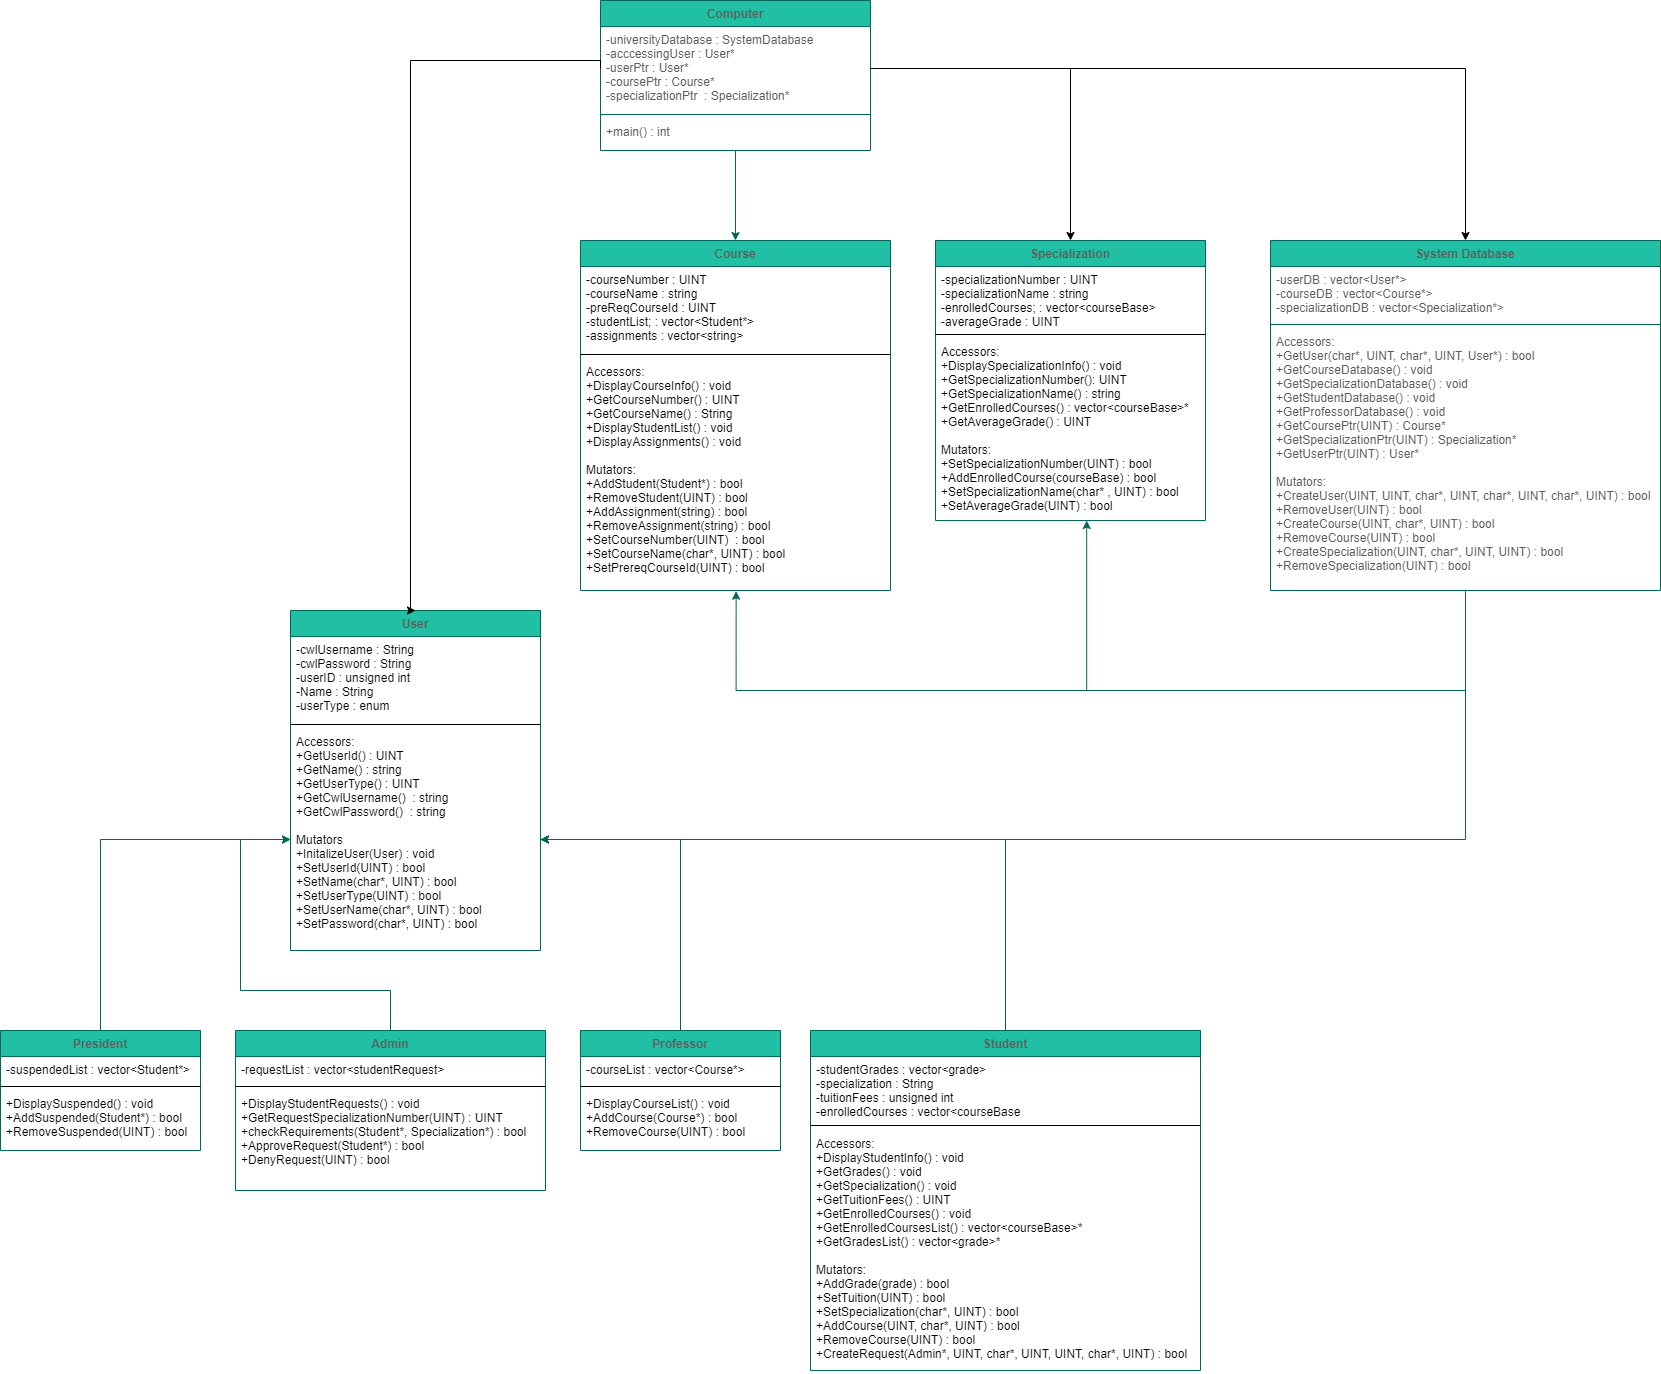 Computer
-universityDatabase : SystemDatabase
-acccessingUser : User*
-userPtr : User*
-coursePtr : Course*
-specializationPtr  : Specialization*
+main() : int
Course
-courseNumber : UINT
-courseName : string
-preReqCourseId : UINT
-studentList; : vector<Student*>
-assignments : vector<string>
Accessors:
+DisplayCourseInfo() : void
+GetCourseNumber() : UINT
+GetCourseName() : String
+DisplayStudentList() : void
+DisplayAssignments() : void
Mutators:
+AddStudent(Student*) : bool
+RemoveStudent(UINT) : bool
+AddAssignment(string) : bool
+RemoveAssignment(string) : bool
+SetCourseNumber(UINT)  : bool
+SetCourseName(char*, UINT) : bool
+SetPrereqCourseId(UINT) : bool
Specialization
-specializationNumber : UINT
-specializationName : string
-enrolledCourses; : vector<courseBase>
-averageGrade : UINT
Accessors:
+DisplaySpecializationInfo() : void
+GetSpecializationNumber(): UINT
+GetSpecializationName() : string
+GetEnrolledCourses() : vector<courseBase>*
+GetAverageGrade() : UINT
Mutators:
+SetSpecializationNumber(UINT) : bool
+AddEnrolledCourse(courseBase) : bool
+SetSpecializationName(char* , UINT) : bool
+SetAverageGrade(UINT) : bool
System Database
-userDB : vector<User*>
-courseDB : vector<Course*>
-specializationDB : vector<Specialization*>
Accessors:
+GetUser(char*, UINT, char*, UINT, User*) : bool
+GetCourseDatabase() : void
+GetSpecializationDatabase() : void
+GetStudentDatabase() : void
+GetProfessorDatabase() : void
+GetCoursePtr(UINT) : Course*
+GetSpecializationPtr(UINT) : Specialization*
+GetUserPtr(UINT) : User*
Mutators:
+CreateUser(UINT, UINT, char*, UINT, char*, UINT, char*, UINT) : bool
+RemoveUser(UINT) : bool
+CreateCourse(UINT, char*, UINT) : bool
+RemoveCourse(UINT) : bool
+CreateSpecialization(UINT, char*, UINT, UINT) : bool
+RemoveSpecialization(UINT) : bool
User
-cwlUsername : String
-cwlPassword : String
-userID : unsigned int
-Name : String
-userType : enum
Accessors:
+GetUserId() : UINT
+GetName() : string
+GetUserType() : UINT
+GetCwlUsername()  : string
+GetCwlPassword()  : string
Mutators
+InitalizeUser(User) : void
+SetUserId(UINT) : bool
+SetName(char*, UINT) : bool
+SetUserType(UINT) : bool
+SetUserName(char*, UINT) : bool
+SetPassword(char*, UINT) : bool
President
-suspendedList : vector<Student*>
+DisplaySuspended() : void
+AddSuspended(Student*) : bool
+RemoveSuspended(UINT) : bool
Admin
-requestList : vector<studentRequest>
+DisplayStudentRequests() : void
+GetRequestSpecializationNumber(UINT) : UINT
+checkRequirements(Student*, Specialization*) : bool
+ApproveRequest(Student*) : bool
+DenyRequest(UINT) : bool
Professor
-courseList : vector<Course*>
+DisplayCourseList() : void
+AddCourse(Course*) : bool
+RemoveCourse(UINT) : bool
Student
-studentGrades : vector<grade>
-specialization : String
-tuitionFees : unsigned int
-enrolledCourses : vector<courseBase
Accessors:
+DisplayStudentInfo() : void
+GetGrades() : void
+GetSpecialization() : void
+GetTuitionFees() : UINT
+GetEnrolledCourses() : void
+GetEnrolledCoursesList() : vector<courseBase>*
+GetGradesList() : vector<grade>*
Mutators:
+AddGrade(grade) : bool
+SetTuition(UINT) : bool
+SetSpecialization(char*, UINT) : bool
+AddCourse(UINT, char*, UINT) : bool
+RemoveCourse(UINT) : bool
+CreateRequest(Admin*, UINT, char*, UINT, UINT, char*, UINT) : bool